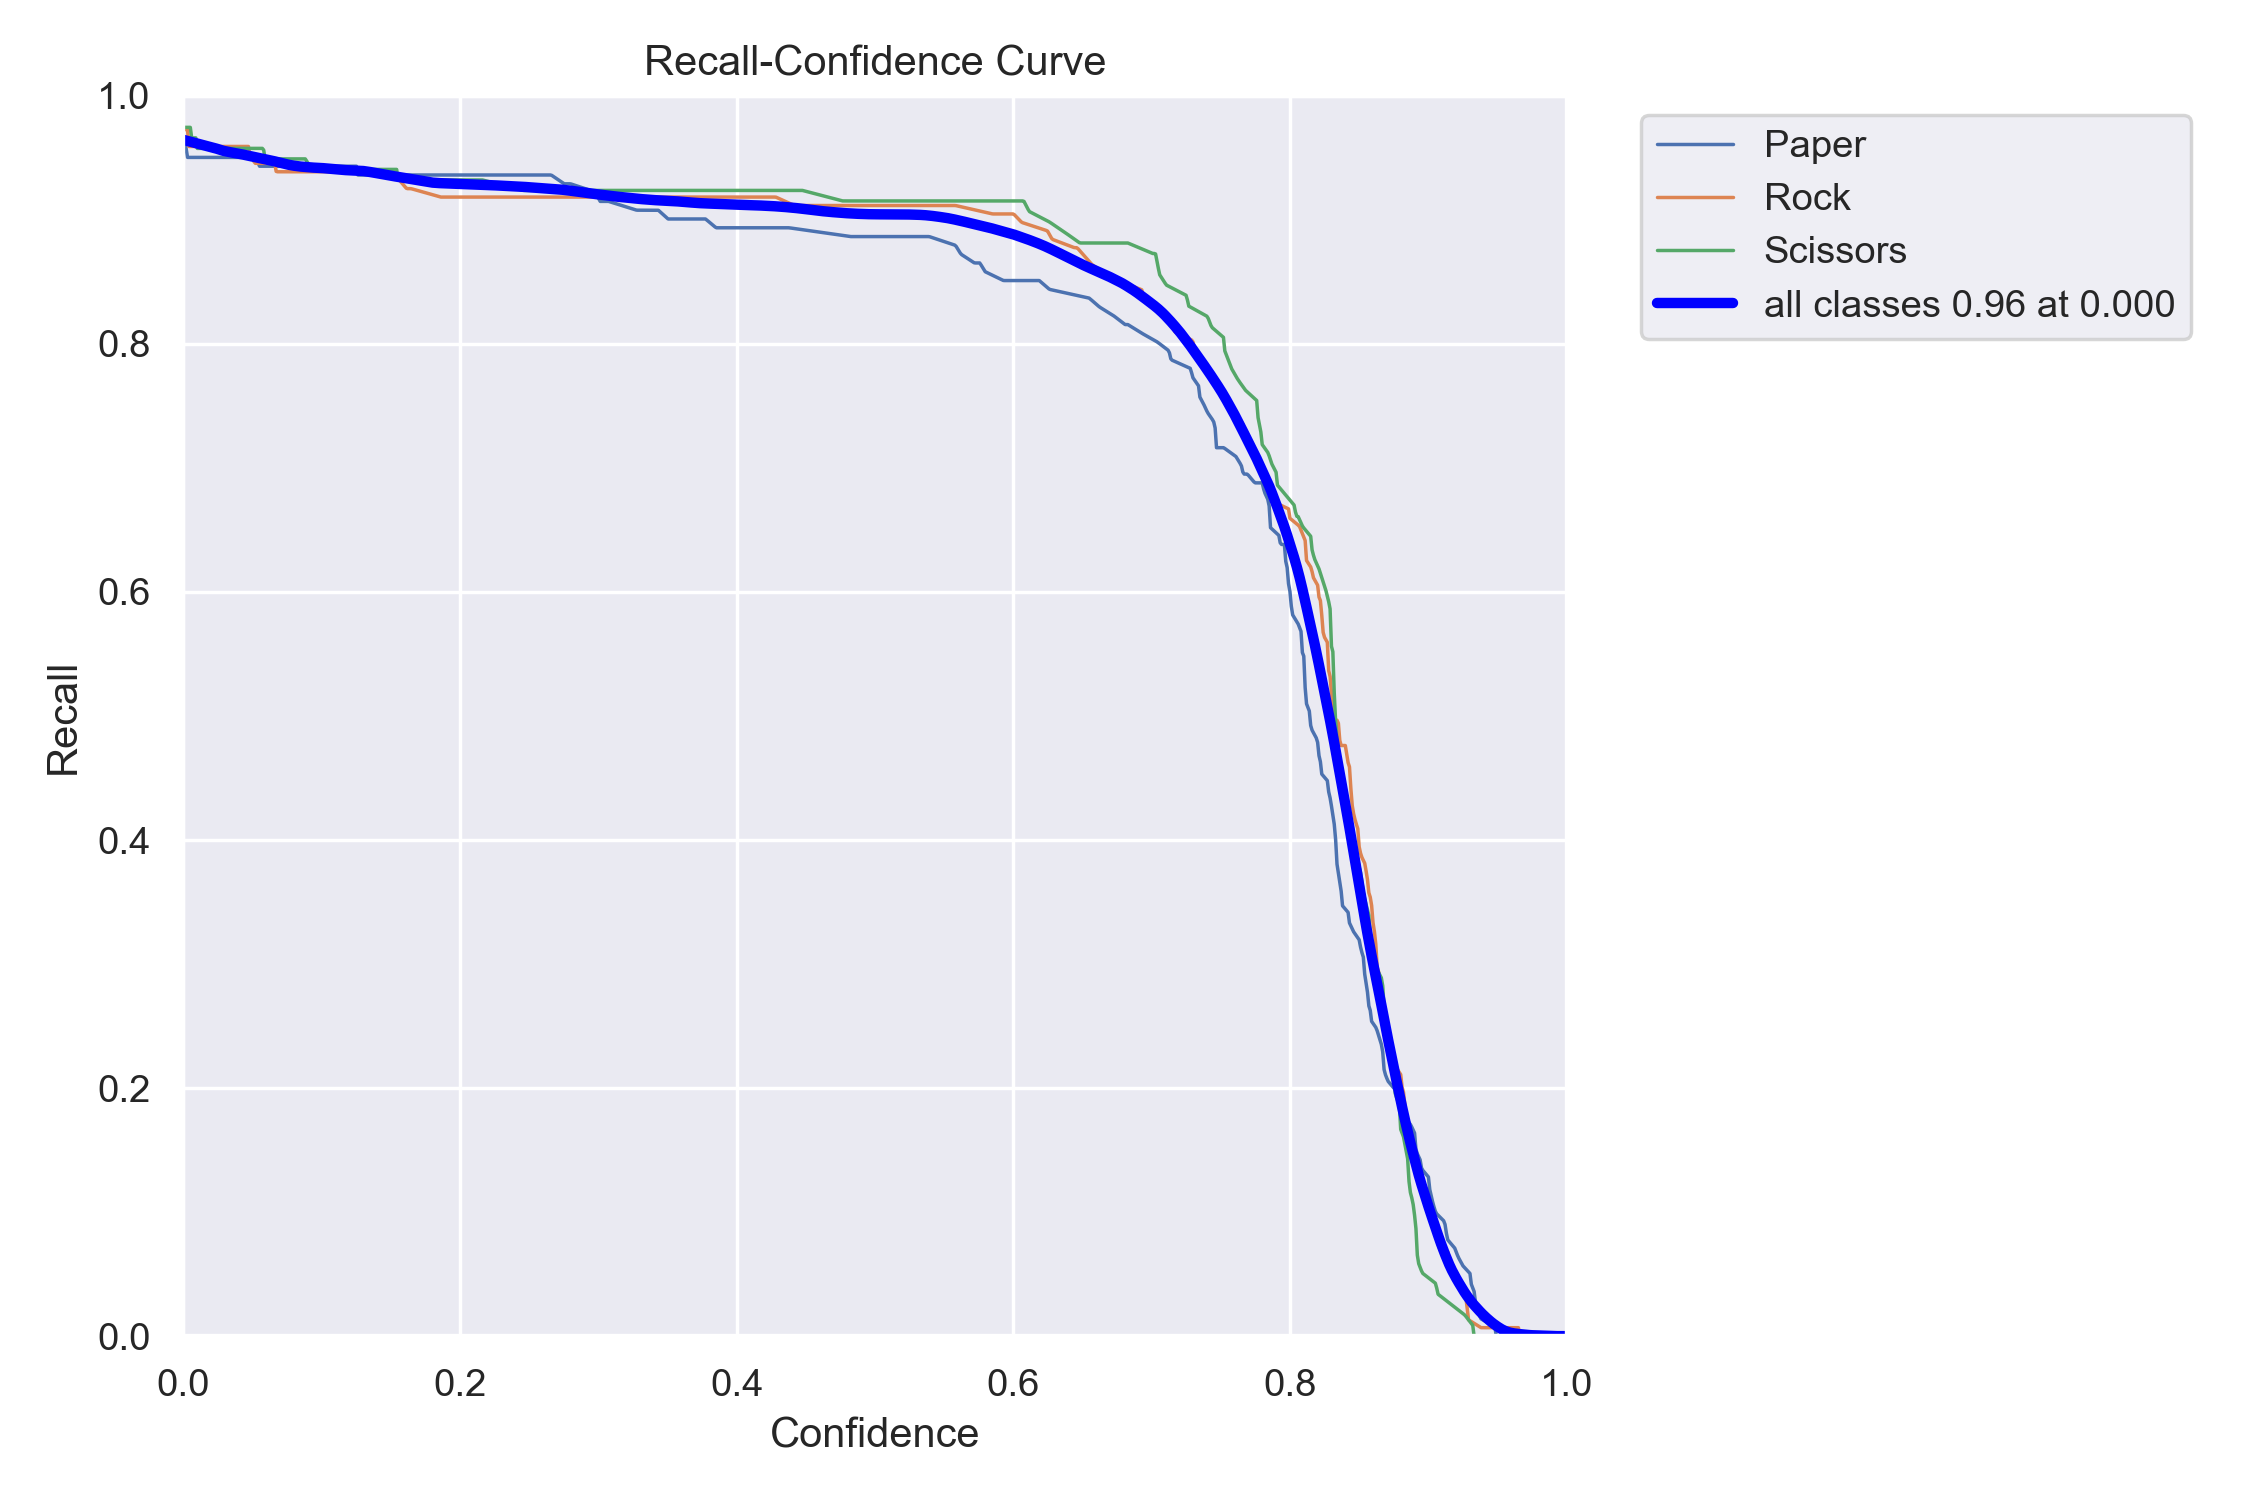 Recall-Confidence Curve
1.0
0.8
0.6
0.4
0.2
0.0
Recall
0.0 0.2 0.4 0.6 0.8 1.0
Confidence
Paper
Rock
Scissors
all classes 0.96 at 0.000